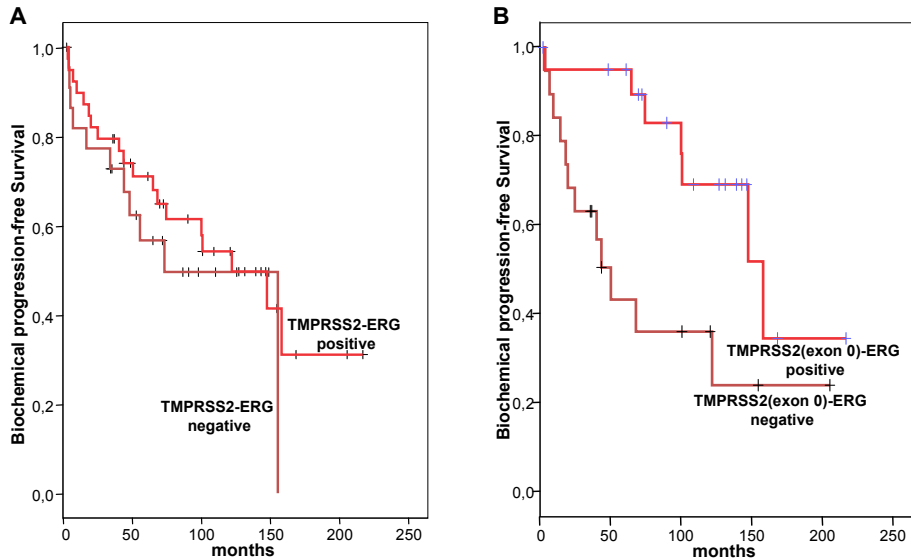 A
Biochemical progression-free Survival
1,0
0,8
0,6
0,4
0,2
0,0
TMPRSS2-ERG
positive
TMPRSS2-ERG
negative
0
50
100
150
200
250
months
B
Biochemical progression-free Survival
1,0
0,8
0,6
0,4
0,2
0,0
TMPRSS2(exon 0)-ERG
positive
TMPRSS2(exon 0)-ERG
negative
0
50
100
150
200
250
months